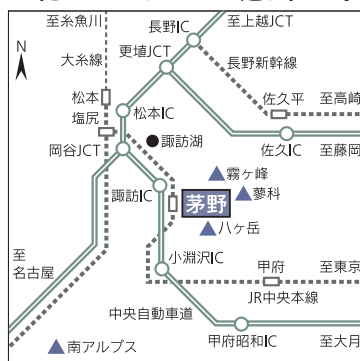 至糸魚川
長野IC
至上越JCT
更埴JCT
N
大糸線
長野新幹線
松本
佐久平
至高崎
塩尻
松本IC
岡谷JCT
諏訪湖
佐久IC
至藤岡
霧ヶ峰
諏訪IC
茅野
蓼科
八ヶ岳
至
名古屋
小淵沢IC
甲府
至東京
JR中央本線
中央自動車道
甲府昭和IC
至大月
南アルプス